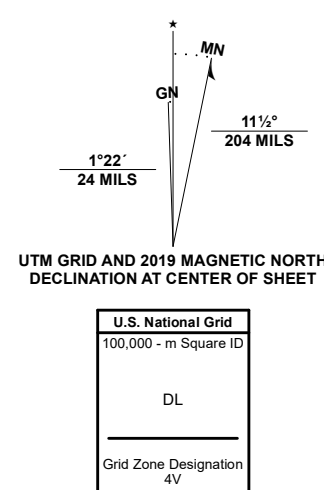 ★
MN
GN
11½°
204 MILS
1°22´
24 MILS
UTM GRID AND 2019 MAGNETIC NORTH
DECLINATION AT CENTER OF SHEET
U.S. National Grid
100,000 - m Square ID
DL
Grid Zone Designation
4V